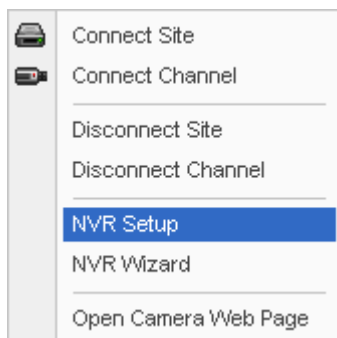 Connect Site
Connect Channel
Disconnect Site
Disconnect Channel
NVR Setup
NVR Wizard
Open Camera Web Page